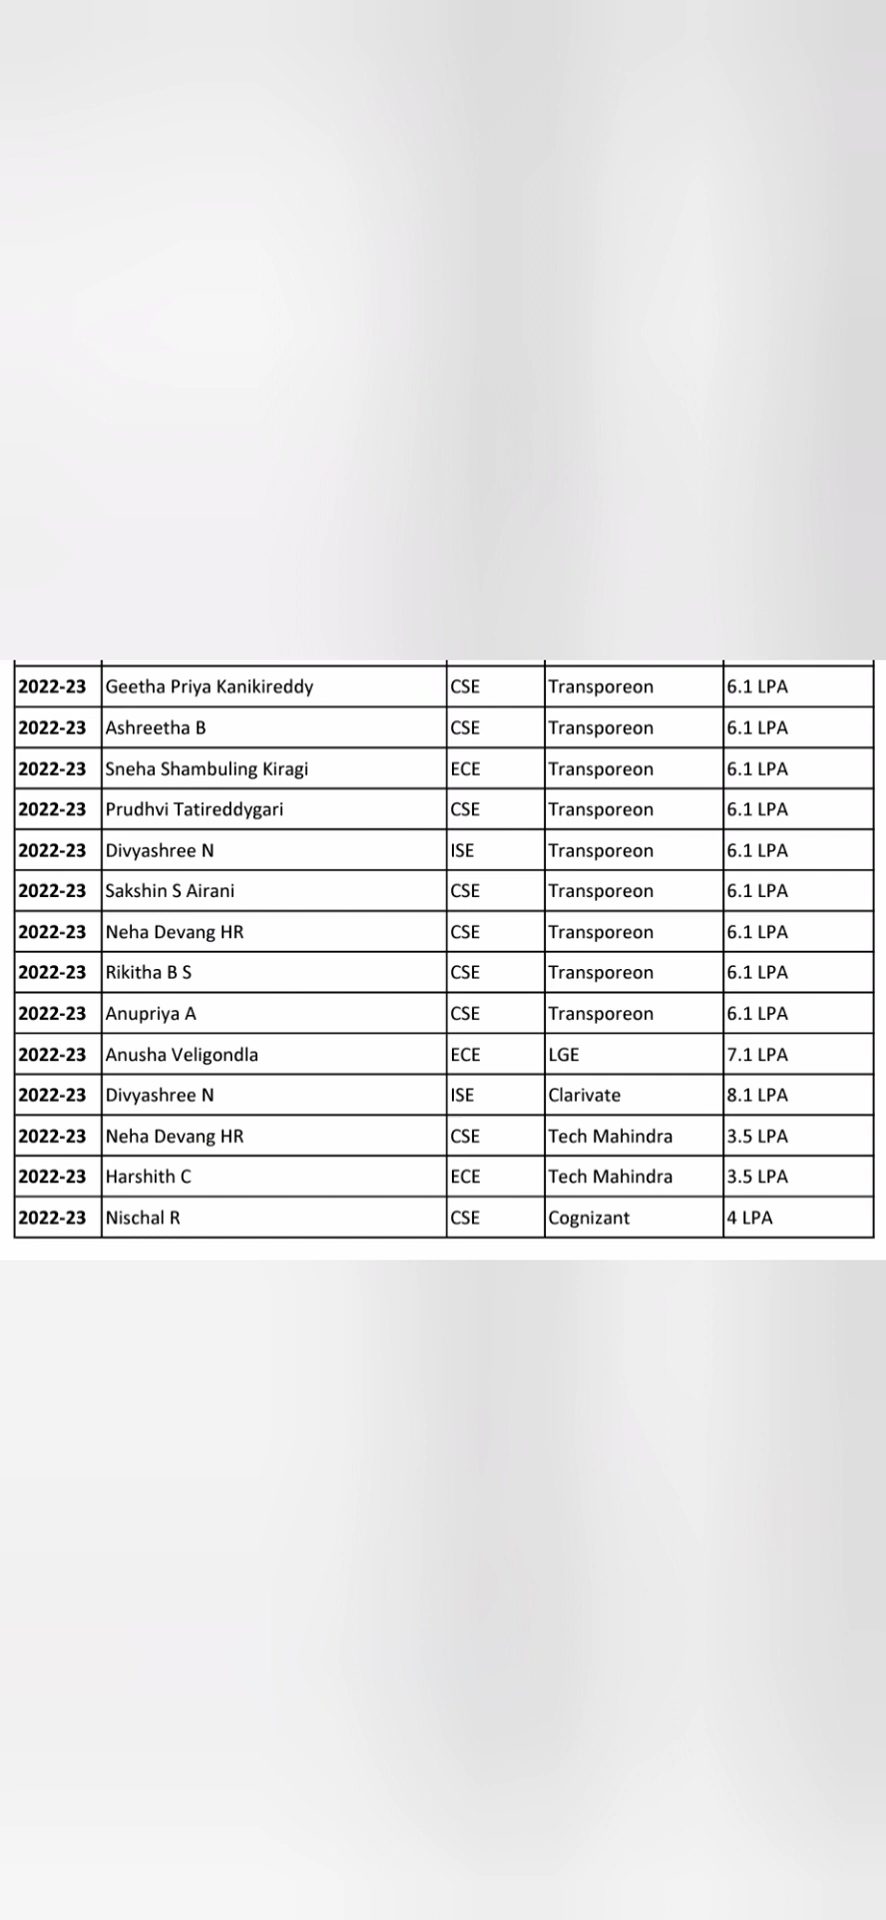 2022-23 Geetha Priya Kanikireddy CSE Transporeon 6.1 LPA
2022-23 Ashreetha B CSE Transporeon 6.1 LPA
2022-23 Sneha Shambuling Kiragi ECE Transporeon 6.1 LPA
2022-23 Prudhvi Tatireddygari CSE Transporeon 6.1 LPA
2022-23 Divyashree N ISE Transporeon 6.1 LPA
2022-23 Sakshin S Airani CSE Transporeon 6.1 LPA
2022-23 Neha Devang HR CSE Transporeon 6.1 LPA
2022-23 Rikitha B S CSE Transporeon 6.1 LPA
2022-23 Anupriya A CSE Transporeon 6.1 LPA
2022-23 Anusha Veligondla ECE LGE 7.1 LPA
2022-23 Divyashree N ISE Clarivate 8.1 LPA
2022-23 Neha Devang HR CSE Tech Mahindra 3.5 LPA
2022-23 Harshith C ECE Tech Mahindra 3.5 LPA
2022-23 Nischal R CSE Cognizant 4 LPA